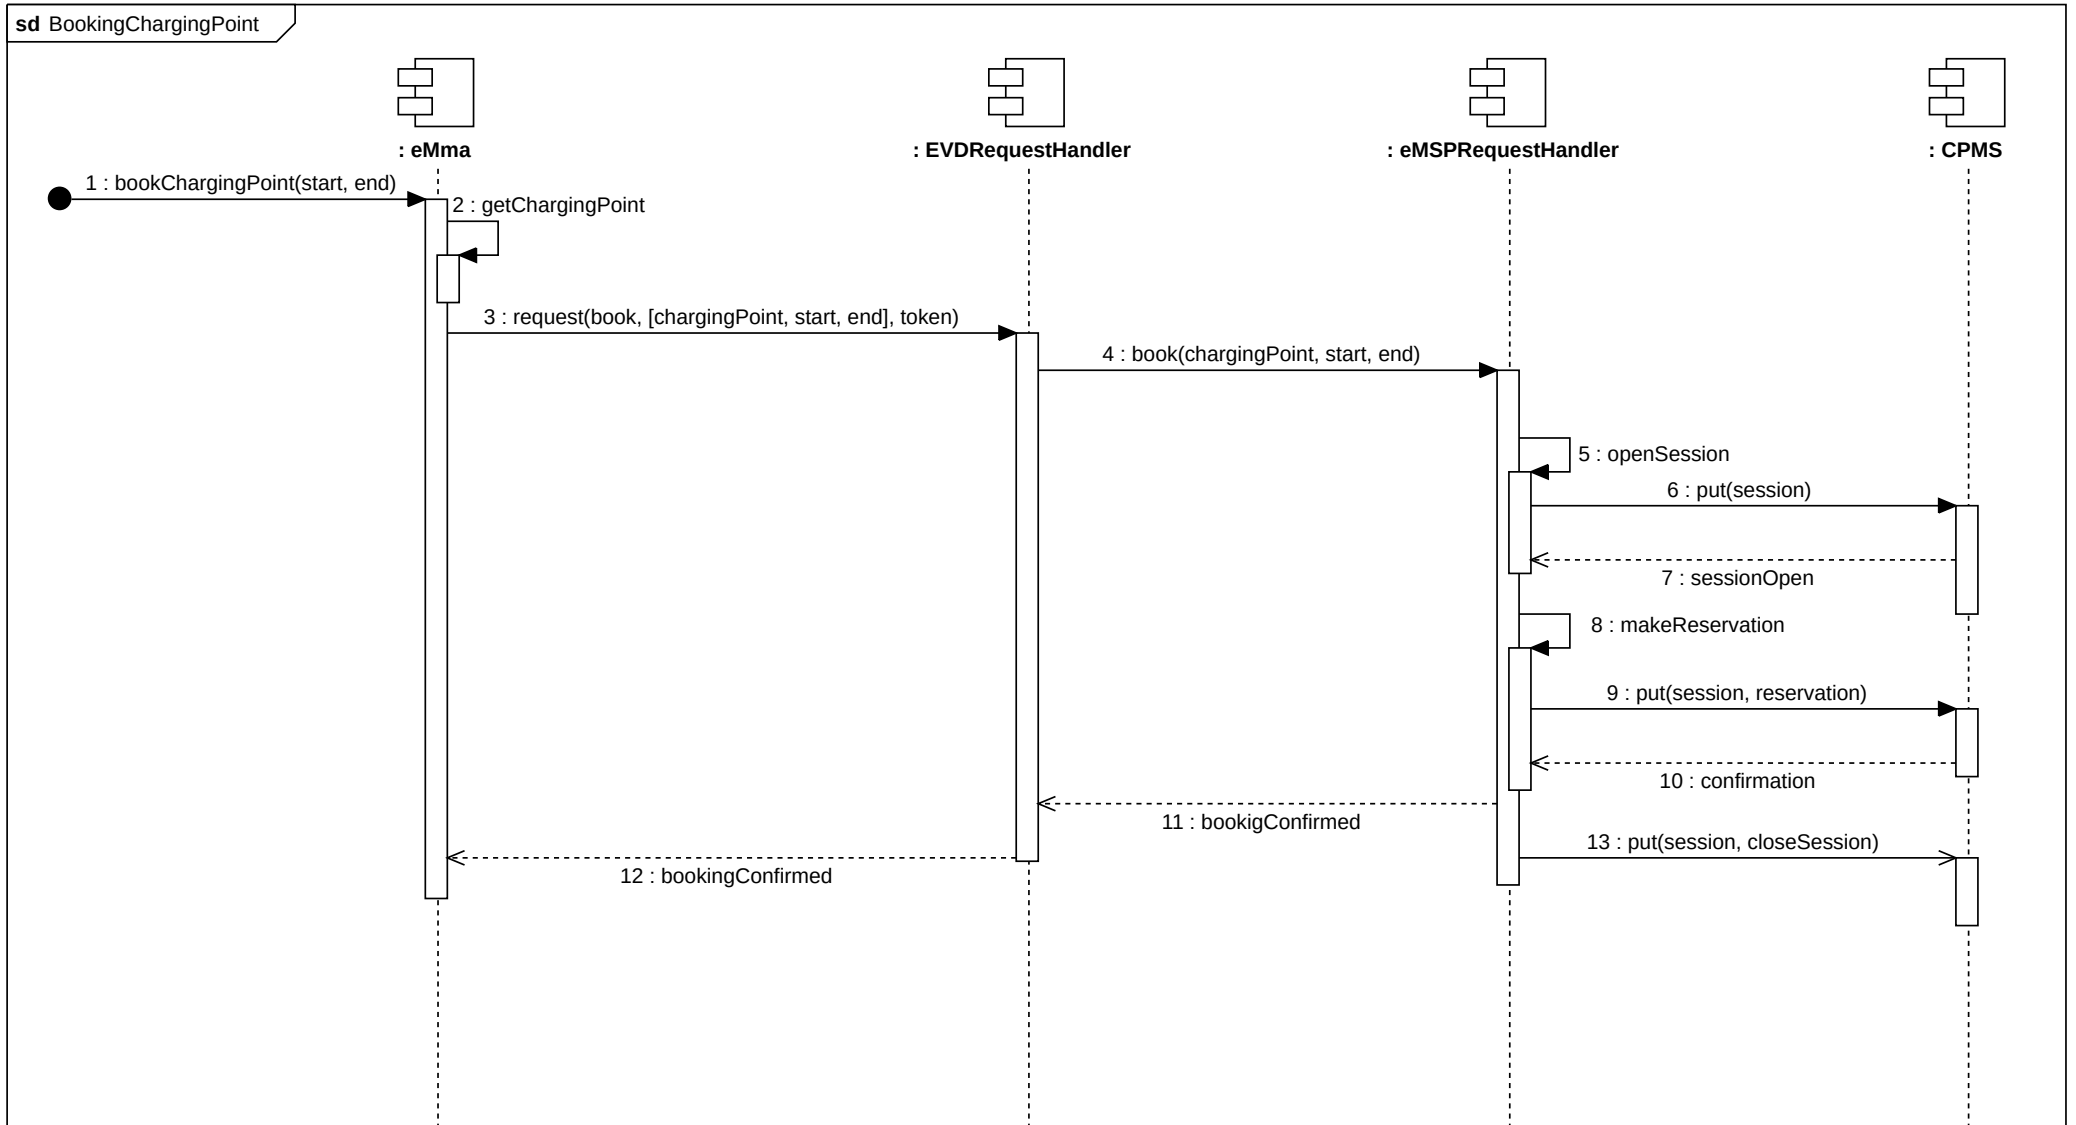 sd BookingChargingPoint
: eMma
: EVDRequestHandler
: eMSPRequestHandler
: CPMS
1 : bookChargingPoint(start, end)
2 : getChargingPoint
3 : request(book, [chargingPoint, start, end], token)
4 : book(chargingPoint, start, end)
5 : openSession
6 : put(session)
7 : sessionOpen
8 : makeReservation
9 : put(session, reservation)
10 : confirmation
11 : bookigConfirmed
13 : put(session, closeSession)
12 : bookingConfirmed